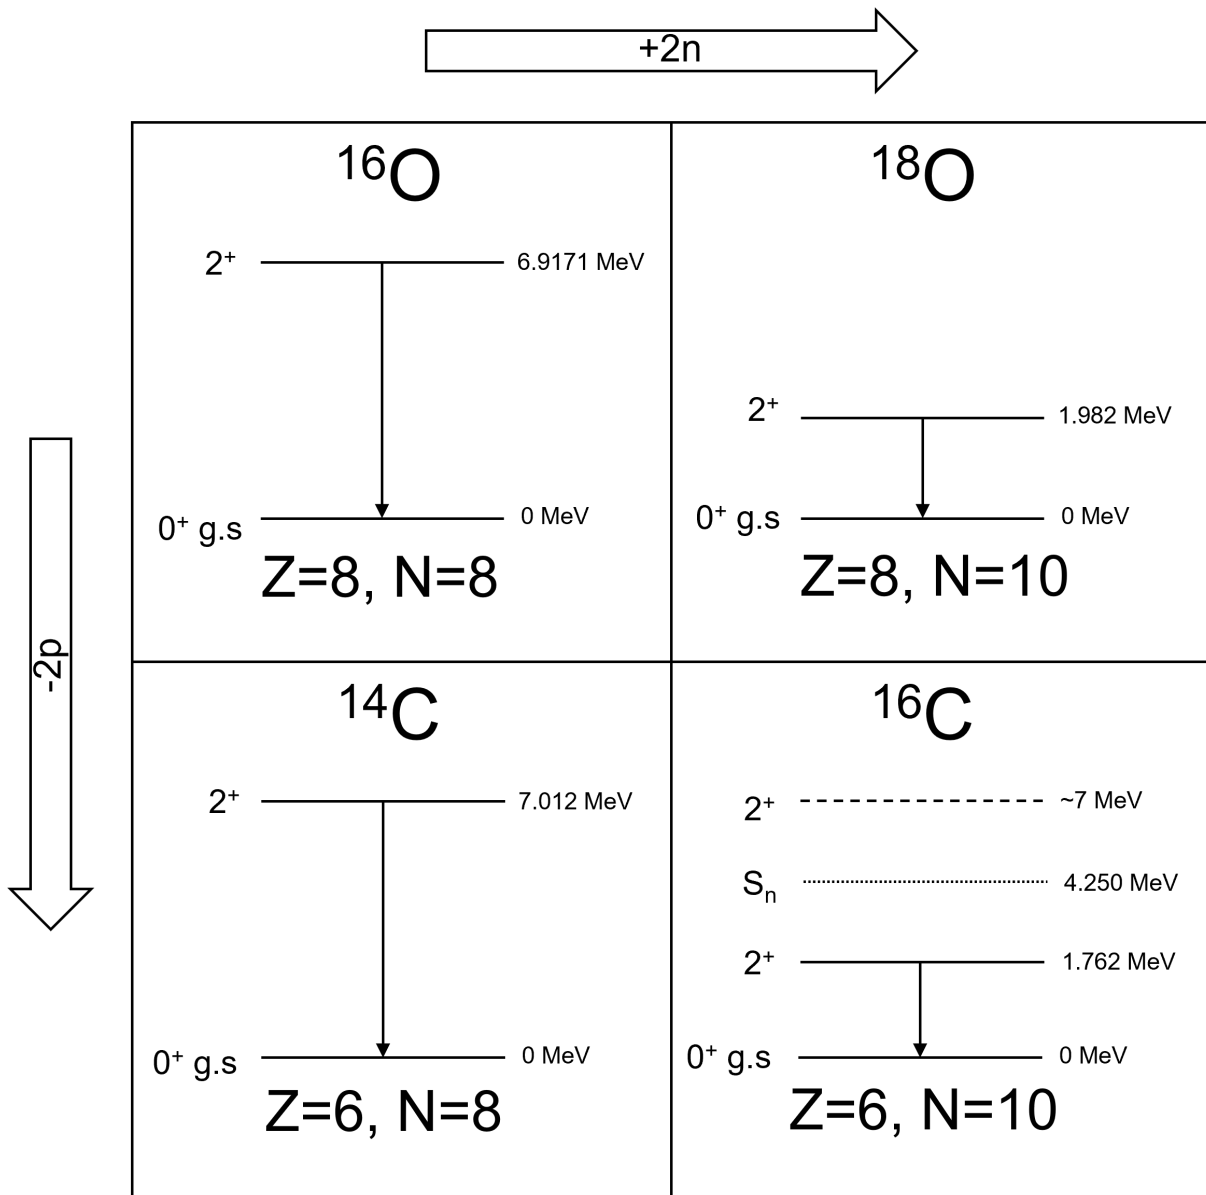 +2n
-2p
¹⁶O
2⁺ 6.9171 MeV
0⁺ g.s 0 MeV
Z=8, N=8
¹⁸O
2⁺ 1.982 MeV
0⁺ g.s 0 MeV
Z=8, N=10
¹⁴C
2⁺ 7.012 MeV
0⁺ g.s 0 MeV
Z=6, N=8
¹⁶C
2⁺ ~7 MeV
Sₙ 4.250 MeV
2⁺ 1.762 MeV
0⁺ g.s 0 MeV
Z=6, N=10